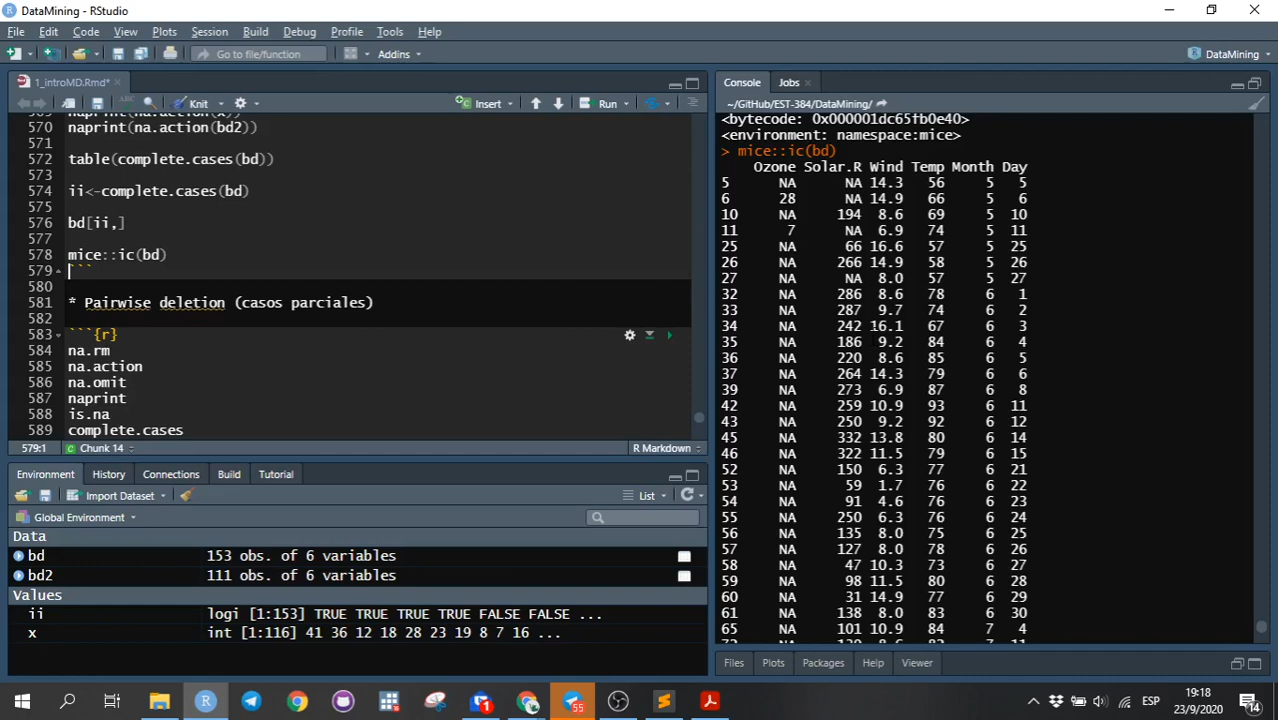 DataMining - RStudio
File Edit Code View Plots Session Build Debug Profile Tools Help
Go to file/function Addins DataMining
1_introMD.Rmd*
Knit Insert Run
570 naprint(na.action(bd2))
571
572 table(complete.cases(bd))
573
574 ii<-complete.cases(bd)
575
576 bd[ii,]
577
578 mice::ic(bd)
579 ```
580
581 * Pairwise deletion (casos parciales)
582
583 ```{r}
584 na.rm
585 na.action
586 na.omit
587 naprint
588 is.na
589 complete.cases
579:1 Chunk 14 R Markdown
Environment History Connections Build Tutorial
Import Dataset List
Global Environment
Data
bd 153 obs. of 6 variables
bd2 111 obs. of 6 variables
Values
ii logi [1:153] TRUE TRUE TRUE TRUE FALSE FALSE ...
x int [1:116] 41 36 12 18 28 23 19 8 7 16 ...
Console Jobs
~/GitHub/EST-384/DataMining/
<bytecode: 0x000001dc65fb0e40>
<environment: namespace:mice>
> mice::ic(bd)
Ozone Solar.R Wind Temp Month Day
5 NA NA 14.3 56 5 5
6 28 NA 14.9 66 5 6
10 NA 194 8.6 69 5 10
11 7 NA 6.9 74 5 11
25 NA 66 16.6 57 5 25
26 NA 266 14.9 58 5 26
27 NA NA 8.0 57 5 27
32 NA 286 8.6 78 6 1
33 NA 287 9.7 74 6 2
34 NA 242 16.1 67 6 3
35 NA 186 9.2 84 6 4
36 NA 220 8.6 85 6 5
37 NA 264 14.3 79 6 6
39 NA 273 6.9 87 6 8
42 NA 259 10.9 93 6 11
43 NA 250 9.2 92 6 12
45 NA 332 13.8 80 6 14
46 NA 322 11.5 79 6 15
52 NA 150 6.3 77 6 21
53 NA 59 1.7 76 6 22
54 NA 91 4.6 76 6 23
55 NA 250 6.3 76 6 24
56 NA 135 8.0 75 6 25
57 NA 127 8.0 78 6 26
58 NA 47 10.3 73 6 27
59 NA 98 11.5 80 6 28
60 NA 31 14.9 77 6 29
61 NA 138 8.0 83 6 30
65 NA 101 10.9 84 7 4
Files Plots Packages Help Viewer
ESP 19:18
23/9/2020 14